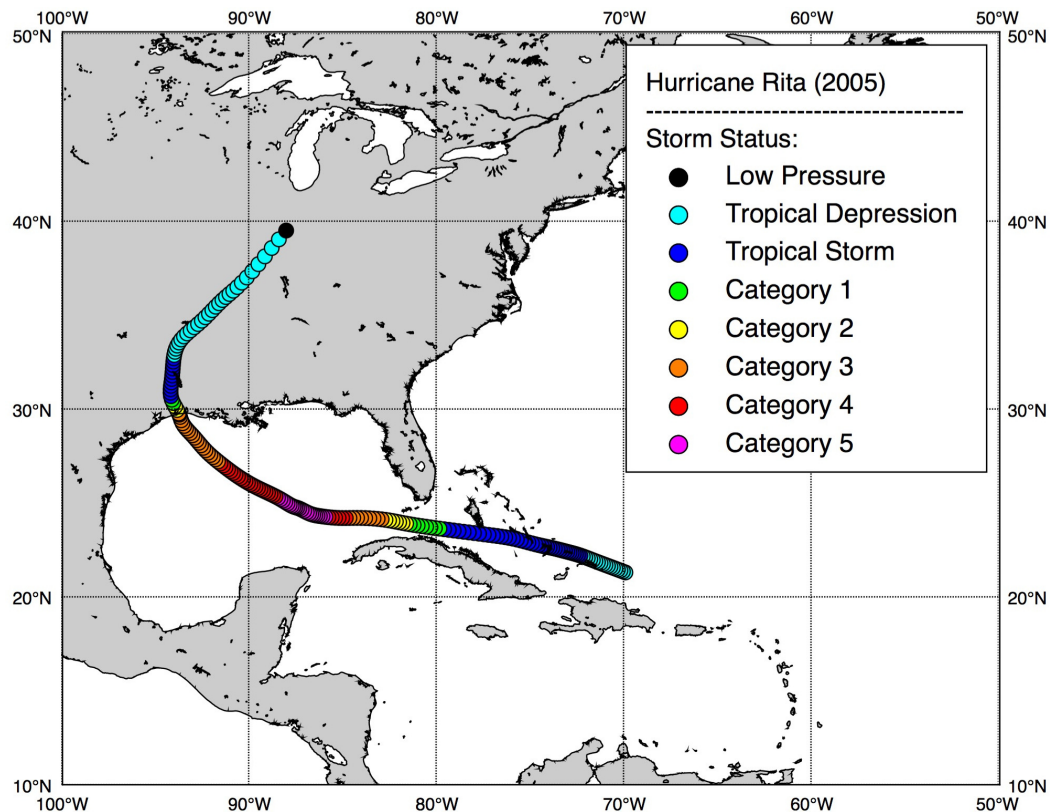 100°W 90°W 80°W 70°W 60°W 50°W
50°N 50°N
Hurricane Rita (2005)
Storm Status:
Low Pressure
Tropical Depression
40°N 40°N
Tropical Storm
Category 1
Category 2
Category 3
30°N 30°N
Category 4
Category 5
20°N 20°N
10°N 10°N
100°W 90°W 80°W 70°W 60°W 50°W